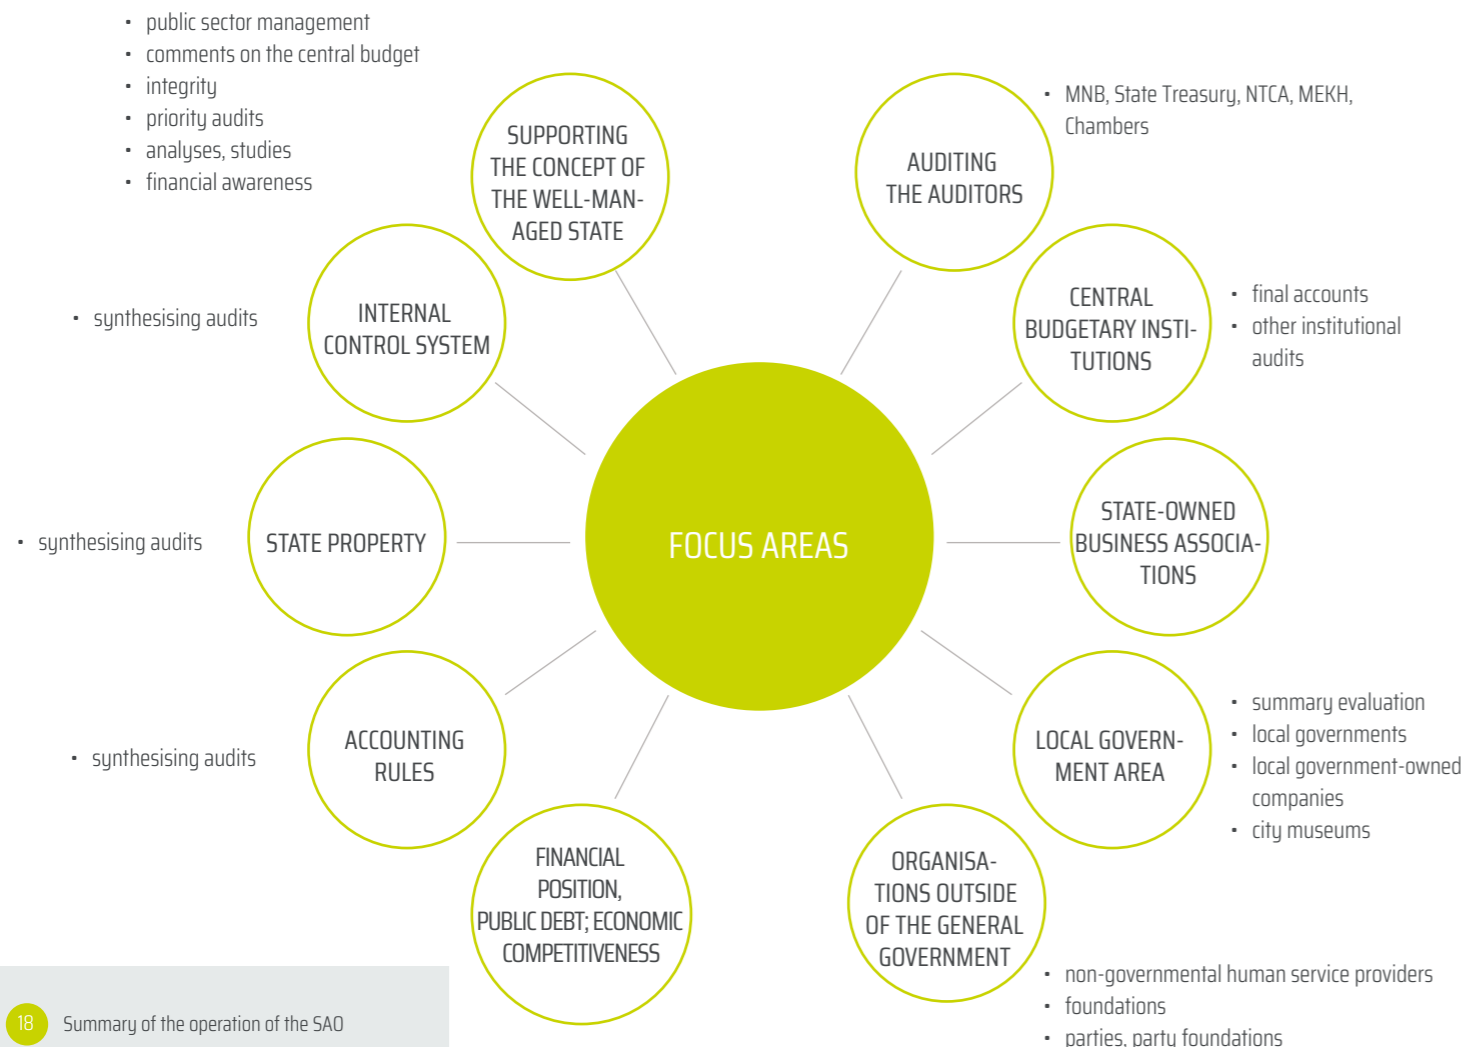 • public sector management
• comments on the central budget
• integrity
• priority audits
• analyses, studies
• financial awareness
SUPPORTING
THE CONCEPT OF
THE WELL-MAN-
AGED STATE
AUDITING
THE AUDITORS
• MNB, State Treasury, NTCA, MEKH,
Chambers
• synthesising audits
INTERNAL
CONTROL SYSTEM
CENTRAL
BUDGETARY INSTI-
TUTIONS
• final accounts
• other institutional
audits
• synthesising audits
STATE PROPERTY
FOCUS AREAS
STATE-OWNED
BUSINESS ASSOCIA-
TIONS
• synthesising audits
ACCOUNTING
RULES
LOCAL GOVERN-
MENT AREA
• summary evaluation
• local governments
• local government-owned
companies
• city museums
FINANCIAL
POSITION,
PUBLIC DEBT; ECONOMIC
COMPETITIVENESS
ORGANISA-
TIONS OUTSIDE
OF THE GENERAL
GOVERNMENT
• non-governmental human service providers
• foundations
• parties, party foundations
18 Summary of the operation of the SAO